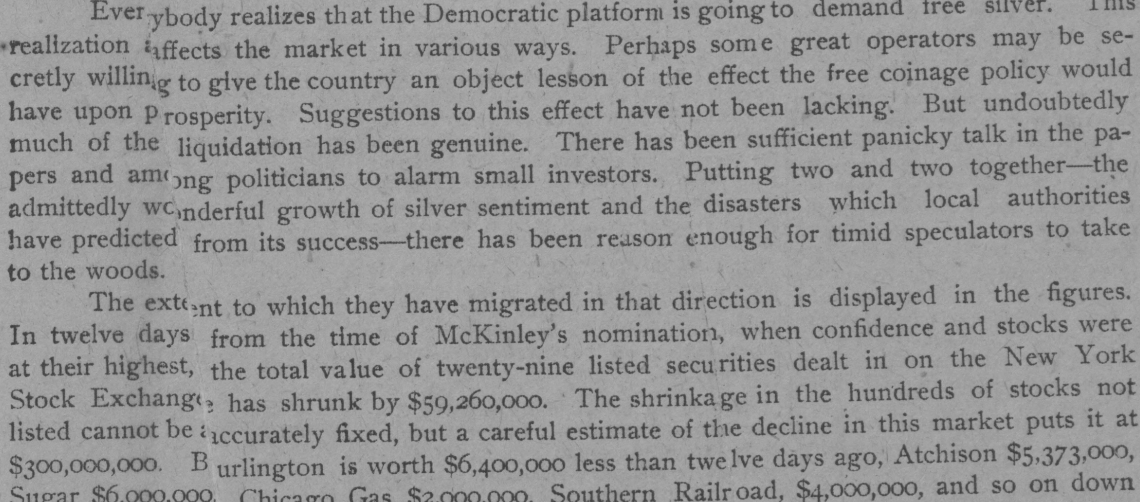 Everybody realizes that the Democratic platform is going to demand free silver. This
realization affects the market in various ways. Perhaps some great operators may be se-
cretly willing to give the country an object lesson of the effect the free coinage policy would
have upon prosperity. Suggestions to this effect have not been lacking. But undoubtedly
much of the liquidation has been genuine. There has been sufficient panicky talk in the pa-
pers and among politicians to alarm small investors. Putting two and two together—the
admittedly wonderful growth of silver sentiment and the disasters which local authorities
have predicted from its success—there has been reason enough for timid speculators to take
to the woods.
The extent to which they have migrated in that direction is displayed in the figures.
In twelve days from the time of McKinley's nomination, when confidence and stocks were
at their highest, the total value of twenty-nine listed securities dealt in on the New York
Stock Exchange has shrunk by $59,260,000. The shrinkage in the hundreds of stocks not
listed cannot be accurately fixed, but a careful estimate of the decline in this market puts it at
$300,000,000. Burlington is worth $6,400,000 less than twelve days ago, Atchison $5,373,000,
Sugar $6,000,000, Chicago Gas $2,000,000, Southern Railroad, $4,000,000, and so on down